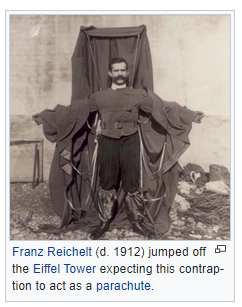 Franz Reichelt (d. 1912) jumped off
the Eiffel Tower expecting this contrap-
tion to act as a parachute.